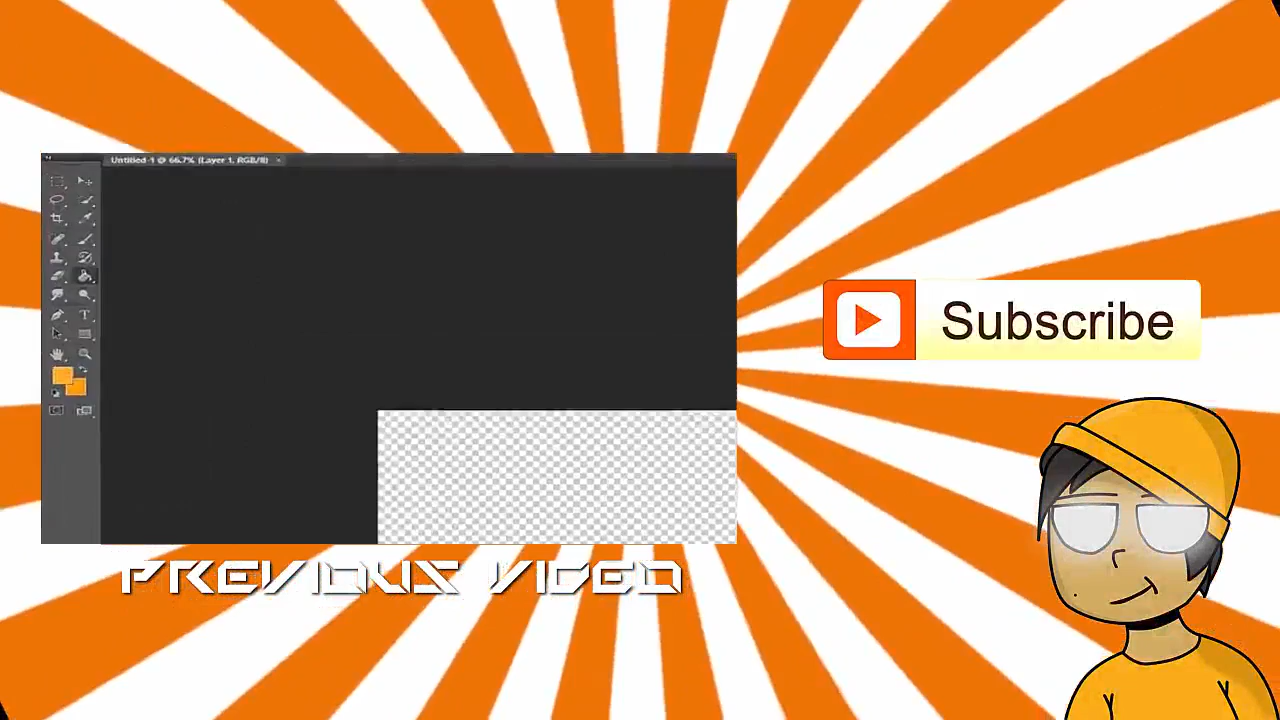 Untitled-1 @ 66.7% (Layer 1, RGB/8) ×
Subscribe
PREVIOUS VIDEO